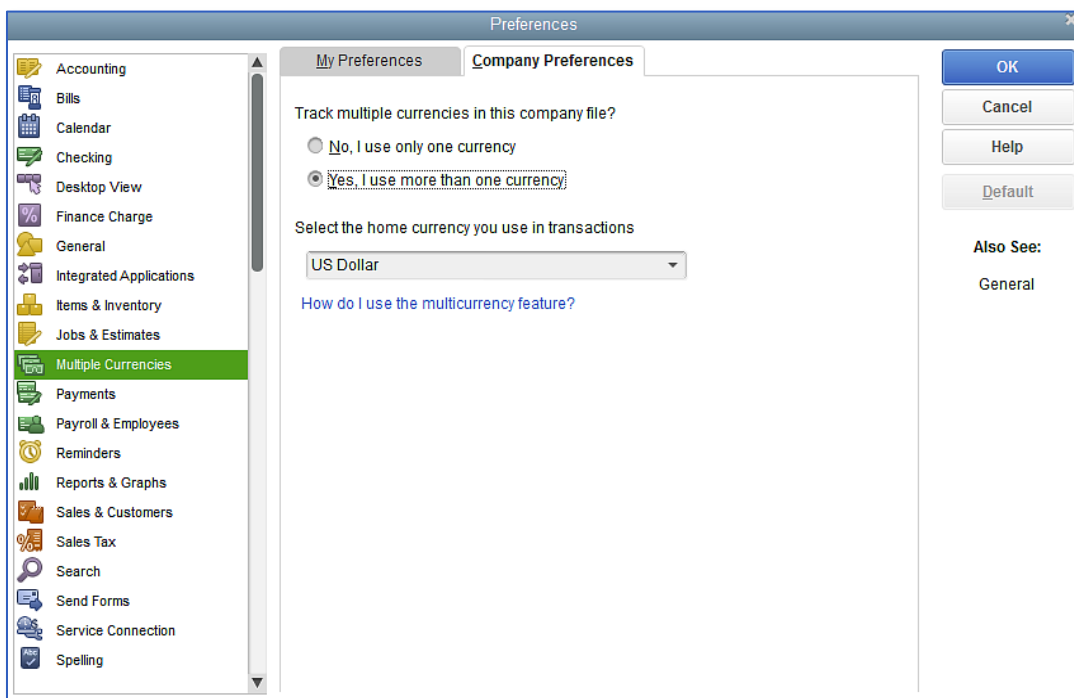 Preferences
Accounting
Bills
Calendar
Checking
Desktop View
Finance Charge
General
Integrated Applications
Items & Inventory
Jobs & Estimates
Multiple Currencies
Payments
Payroll & Employees
Reminders
Reports & Graphs
Sales & Customers
Sales Tax
Search
Send Forms
Service Connection
Abc
Spelling
My Preferences
Company Preferences
Track multiple currencies in this company file?
No, I use only one currency
Yes, I use more than one currency
Select the home currency you use in transactions
US Dollar
How do I use the multicurrency feature?
OK
Cancel
Help
Default
Also See:
General